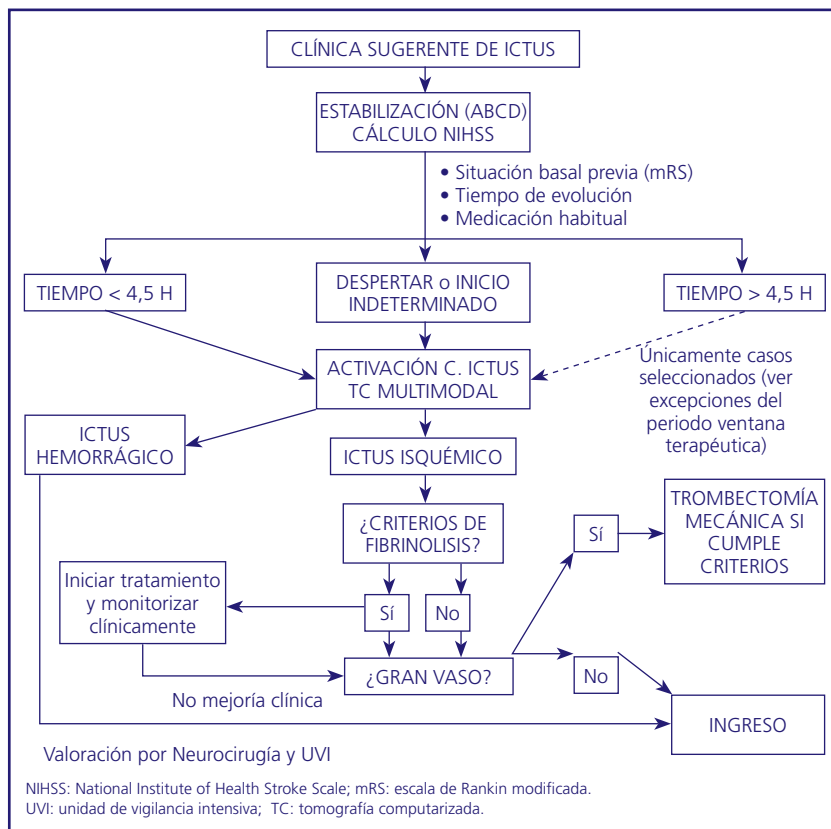 CLÍNICA SUGERENTE DE ICTUS
ESTABILIZACIÓN (ABCD)
CÁLCULO NIHSS
• Situación basal previa (mRS)
• Tiempo de evolución
• Medicación habitual
TIEMPO < 4,5 H
DESPERTAR o INICIO
INDETERMINADO
TIEMPO > 4,5 H
ACTIVACIÓN C. ICTUS
TC MULTIMODAL
Únicamente casos
seleccionados (ver
excepciones del
periodo ventana
terapéutica)
ICTUS
HEMORRÁGICO
ICTUS ISQUÉMICO
¿CRITERIOS DE
FIBRINOLISIS?
Sí
TROMBECTOMÍA
MECÁNICA SI
CUMPLE
CRITERIOS
Iniciar tratamiento
y monitorizar
clínicamente
Sí
No
¿GRAN VASO?
No
No mejoría clínica
INGRESO
Valoración por Neurocirugía y UVI
NIHSS: National Institute of Health Stroke Scale; mRS: escala de Rankin modificada.
UVI: unidad de vigilancia intensiva; TC: tomografía computarizada.